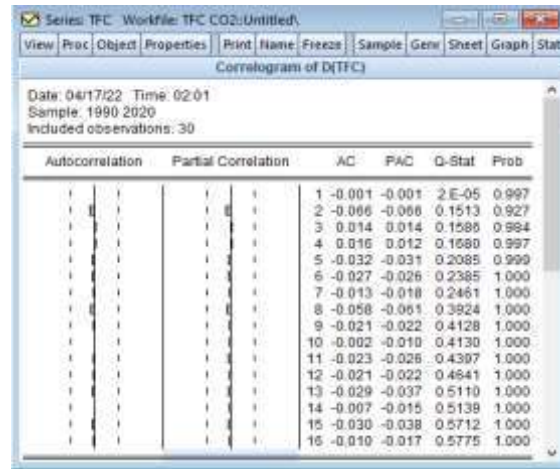 Series: TFC Workfile: TFC CO2::Untitled\
View Proc Object Properties Print Name Freeze Sample Genr Sheet Graph Stat
Correlogram of D(TFC)
Date: 04/17/22 Time: 02:01
Sample: 1990 2020
Included observations: 30
Autocorrelation Partial Correlation AC PAC Q-Stat Prob
1 -0.001 -0.001 2.E-05 0.997
2 -0.066 -0.066 0.1513 0.927
3 0.014 0.014 0.1586 0.984
4 0.016 0.012 0.1680 0.997
5 -0.032 -0.031 0.2085 0.999
6 -0.027 -0.026 0.2385 1.000
7 -0.013 -0.018 0.2461 1.000
8 -0.058 -0.061 0.3924 1.000
9 -0.021 -0.022 0.4128 1.000
10 -0.002 -0.010 0.4130 1.000
11 -0.023 -0.026 0.4397 1.000
12 -0.021 -0.022 0.4641 1.000
13 -0.029 -0.037 0.5110 1.000
14 -0.007 -0.015 0.5139 1.000
15 -0.030 -0.038 0.5712 1.000
16 -0.010 -0.017 0.5775 1.000